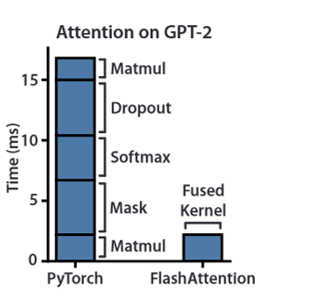 Attention on GPT-2
Time (ms)
15
10
5
0
Matmul
Dropout
Softmax
Mask
Matmul
Fused
Kernel
PyTorch
FlashAttention